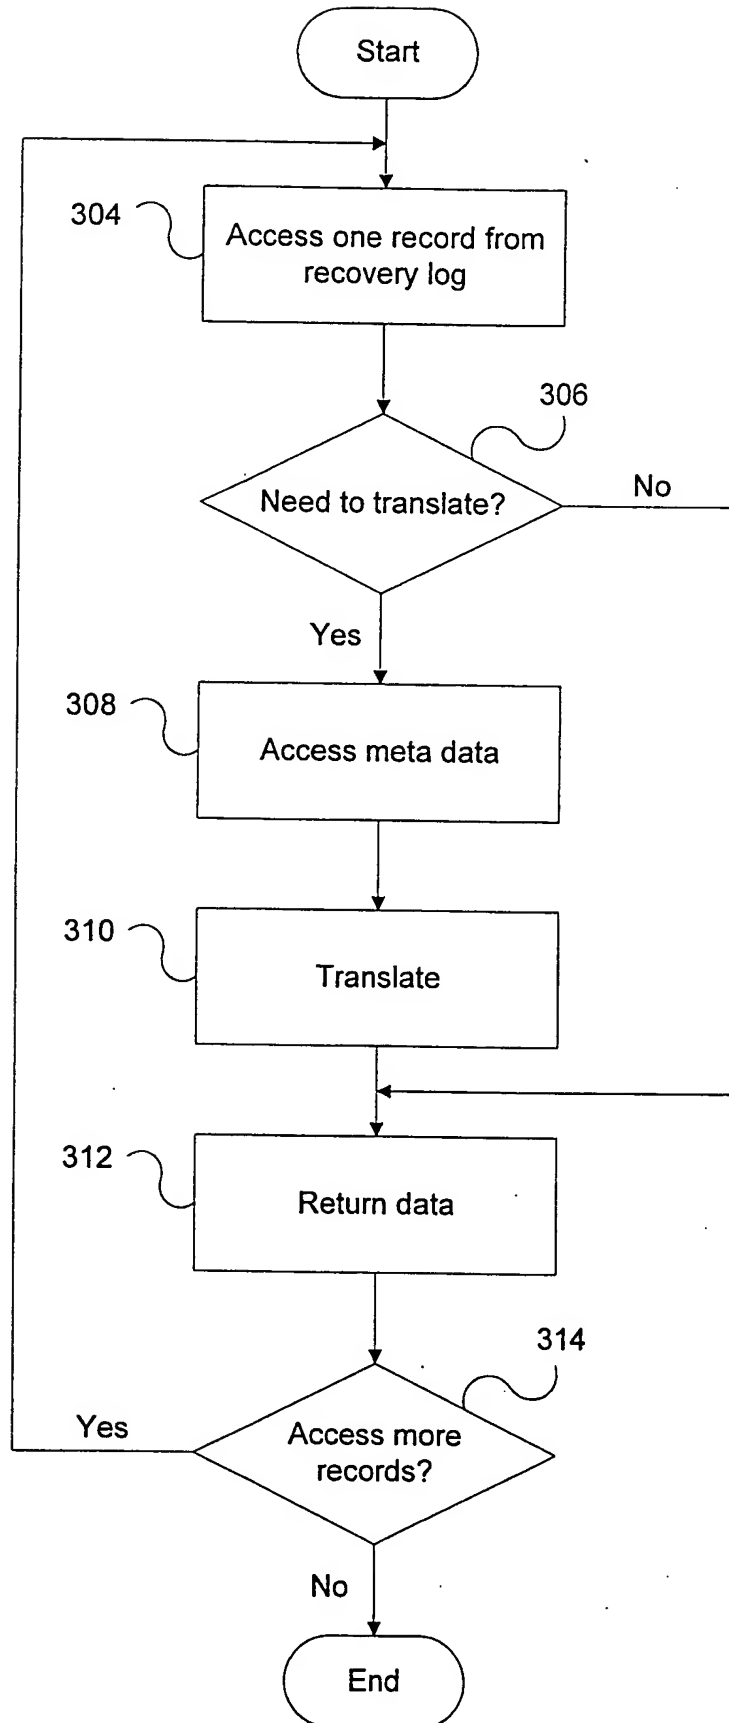 Start
304
Access one record from
recovery log
306
Need to translate?
No
Yes
308
Access meta data
310
Translate
312
Return data
314
Yes
Access more
records?
No
End